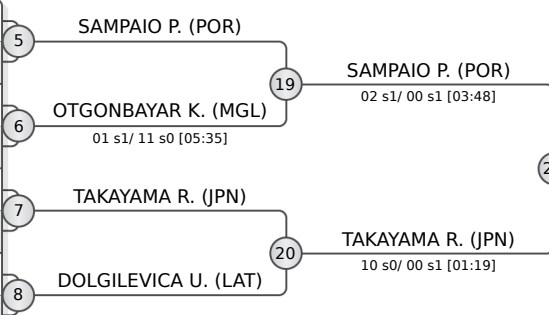 SAMPAIO P. (POR)
5
19
SAMPAIO P. (POR)
02 s1/ 00 s1 [03:48]
OTGONBAYAR K. (MGL)
6
01 s1/ 11 s0 [05:35]
TAKAYAMA R. (JPN)
7
20
TAKAYAMA R. (JPN)
10 s0/ 00 s1 [01:19]
DOLGILEVICA U. (LAT)
8